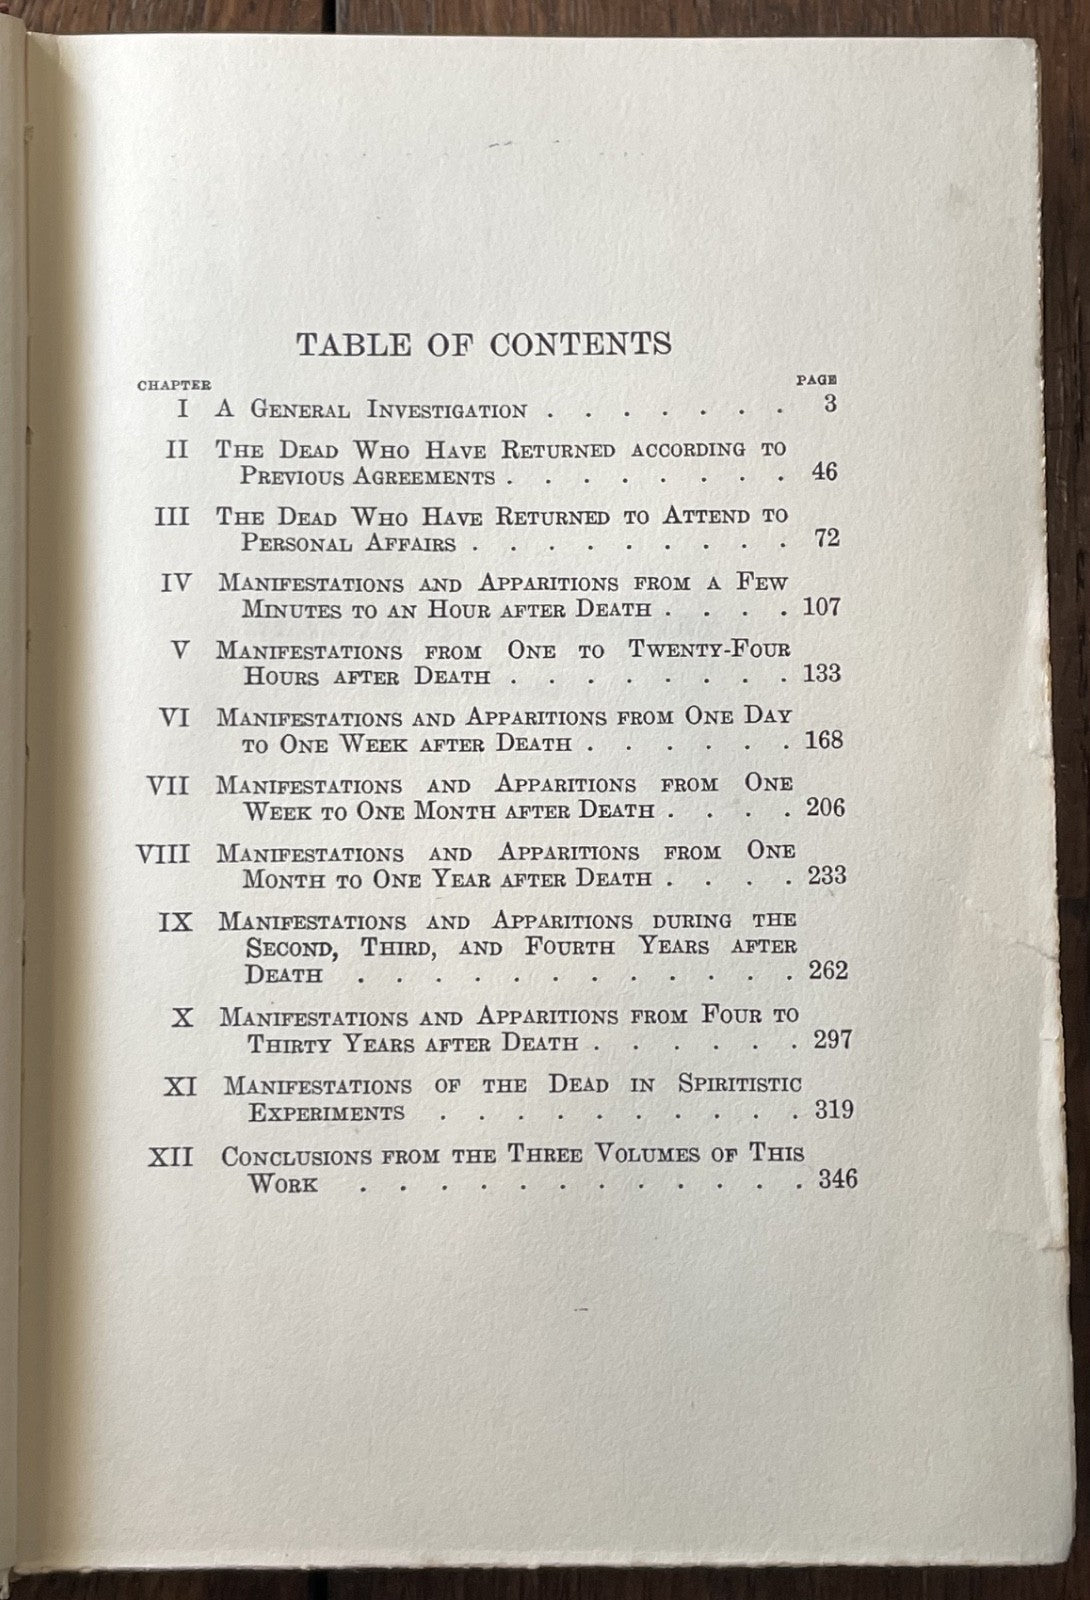 TABLE OF CONTENTS
CHAPTER PAGE
I A General Investigation . . . . . . . 3
II The Dead Who Have Returned according to
Previous Agreements . . . . . . . . 46
III The Dead Who Have Returned to Attend to
Personal Affairs . . . . . . . . . 72
IV Manifestations and Apparitions from a Few
Minutes to an Hour after Death . . . . 107
V Manifestations from One to Twenty-Four
Hours after Death . . . . . . . . 133
VI Manifestations and Apparitions from One Day
to One Week after Death . . . . . . 168
VII Manifestations and Apparitions from One
Week to One Month after Death . . . . 206
VIII Manifestations and Apparitions from One
Month to One Year after Death . . . . 233
IX Manifestations and Apparitions during the
Second, Third, and Fourth Years after
Death . . . . . . . . . . . . 262
X Manifestations and Apparitions from Four to
Thirty Years after Death . . . . . . 297
XI Manifestations of the Dead in Spiritistic
Experiments . . . . . . . . . . 319
XII Conclusions from the Three Volumes of This
Work . . . . . . . . . . . . 346